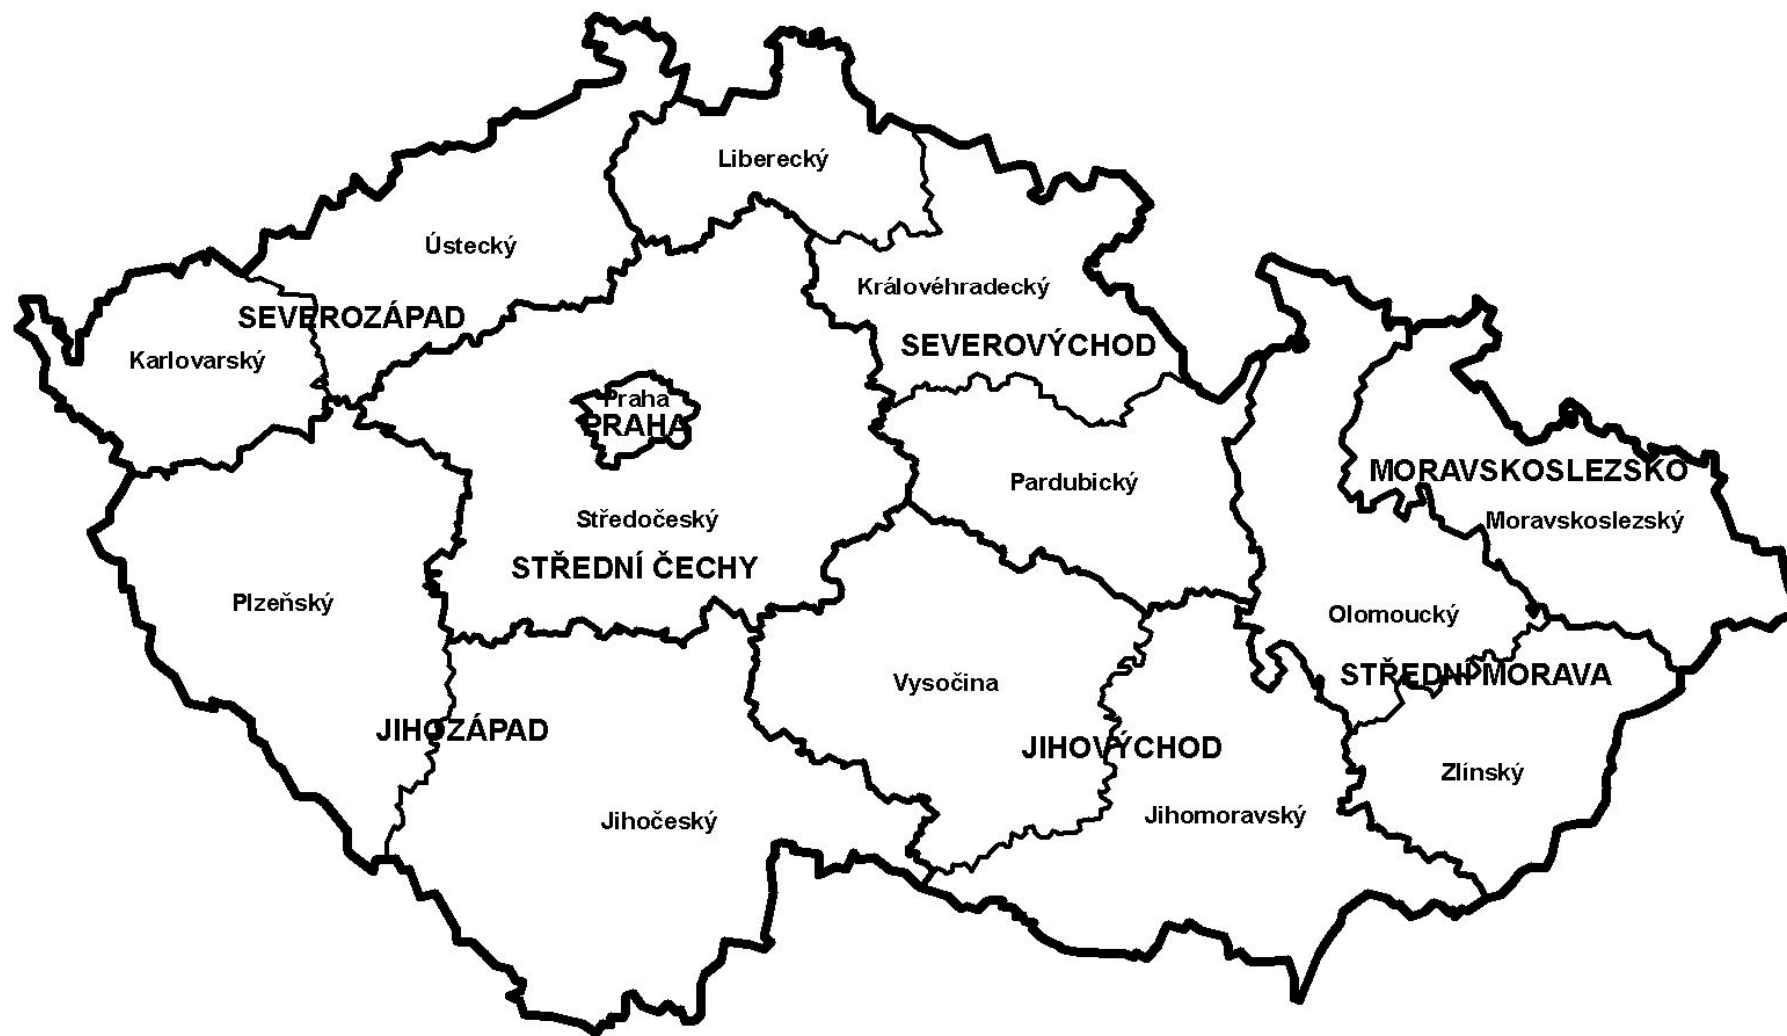 Liberecký
Ústecký
Královéhradecký
SEVEROZÁPAD
SEVEROVÝCHOD
Karlovarský
Praha
PRAHA
MORAVSKOSLEZSKO
Pardubický
Středočeský
Moravskoslezský
STŘEDNÍ ČECHY
Plzeňský
Olomoucký
STŘEDNÍ MORAVA
Vysočina
JIHOZÁPAD
JIHOVÝCHOD
Zlínský
Jihočeský
Jihomoravský